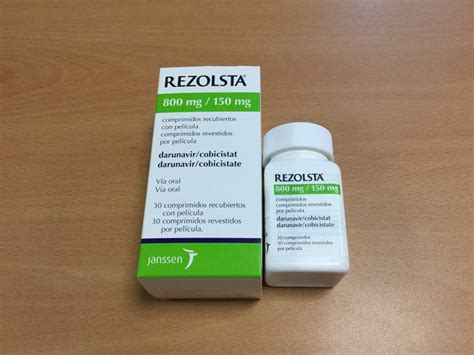 REZOLSTA
800 mg / 150 mg
comprimidos recubiertos
con película
comprimidos revestidos
por película
darunavir/cobicistat
darunavir/cobicistate
Vía oral
Via oral
30 comprimidos recubiertos
con película
30 comprimidos revestidos
por película.
janssen
REZOLSTA
800 mg / 150 mg
comprimidos
comprimidos revestidos
por película
darunavir/cobicistat
darunavir/cobicistate
30 comprimidos
30 comprimidos revestidos
por película